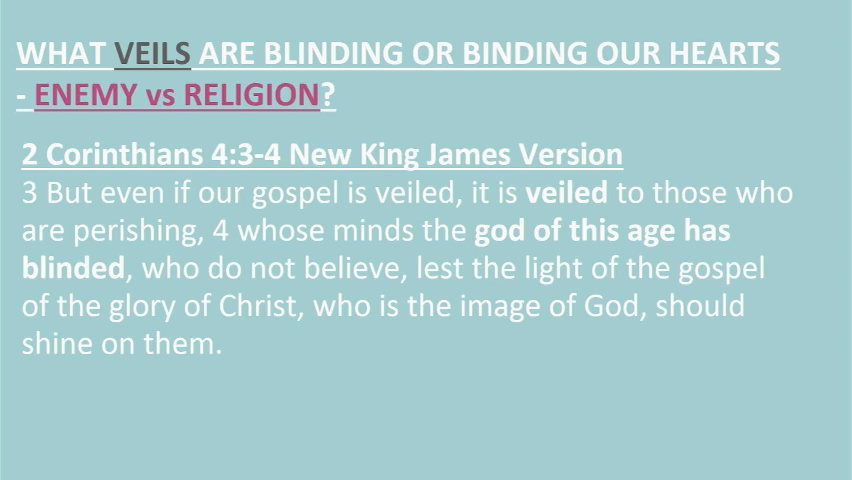 WHAT VEILS ARE BLINDING OR BINDING OUR HEARTS
- ENEMY vs RELIGION?
2 Corinthians 4:3-4 New King James Version
3 But even if our gospel is veiled, it is veiled to those who
are perishing, 4 whose minds the god of this age has
blinded, who do not believe, lest the light of the gospel
of the glory of Christ, who is the image of God, should
shine on them.